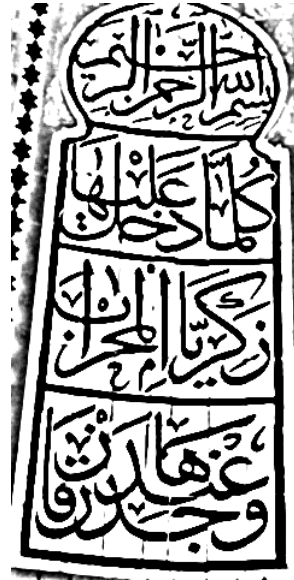 بسم الله الرحمن الرحيم
كلما دخل عليها
زكريا المحراب
وجد عندها رزقا